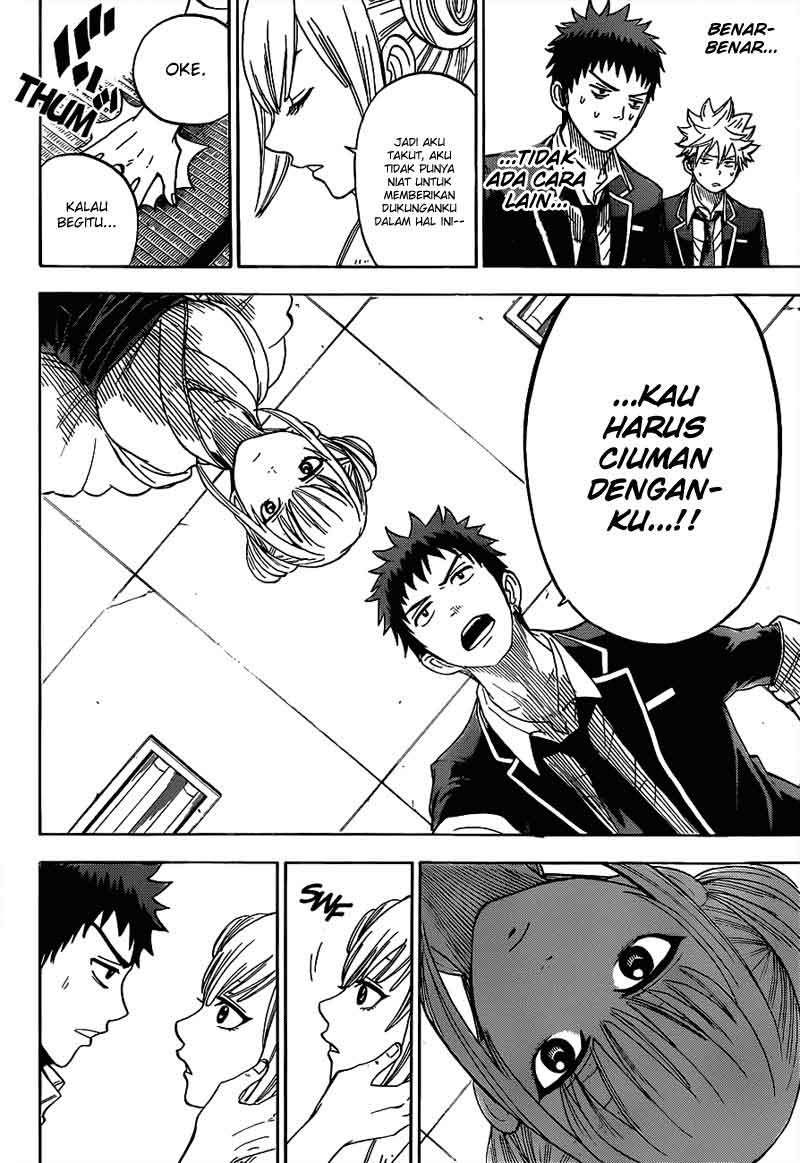 BENAR-
BENAR...
...TIDAK
ADA CARA
LAIN...
JADI AKU
TAKUT, AKU
TIDAK PUNYA
NIAT UNTUK
MEMBERIKAN
DUKUNGANKU
DALAM HAL INI--
OKE.
THUM
KALAU
BEGITU...
...KAU
HARUS
CIUMAN
DENGAN-
KU...!!
SWF